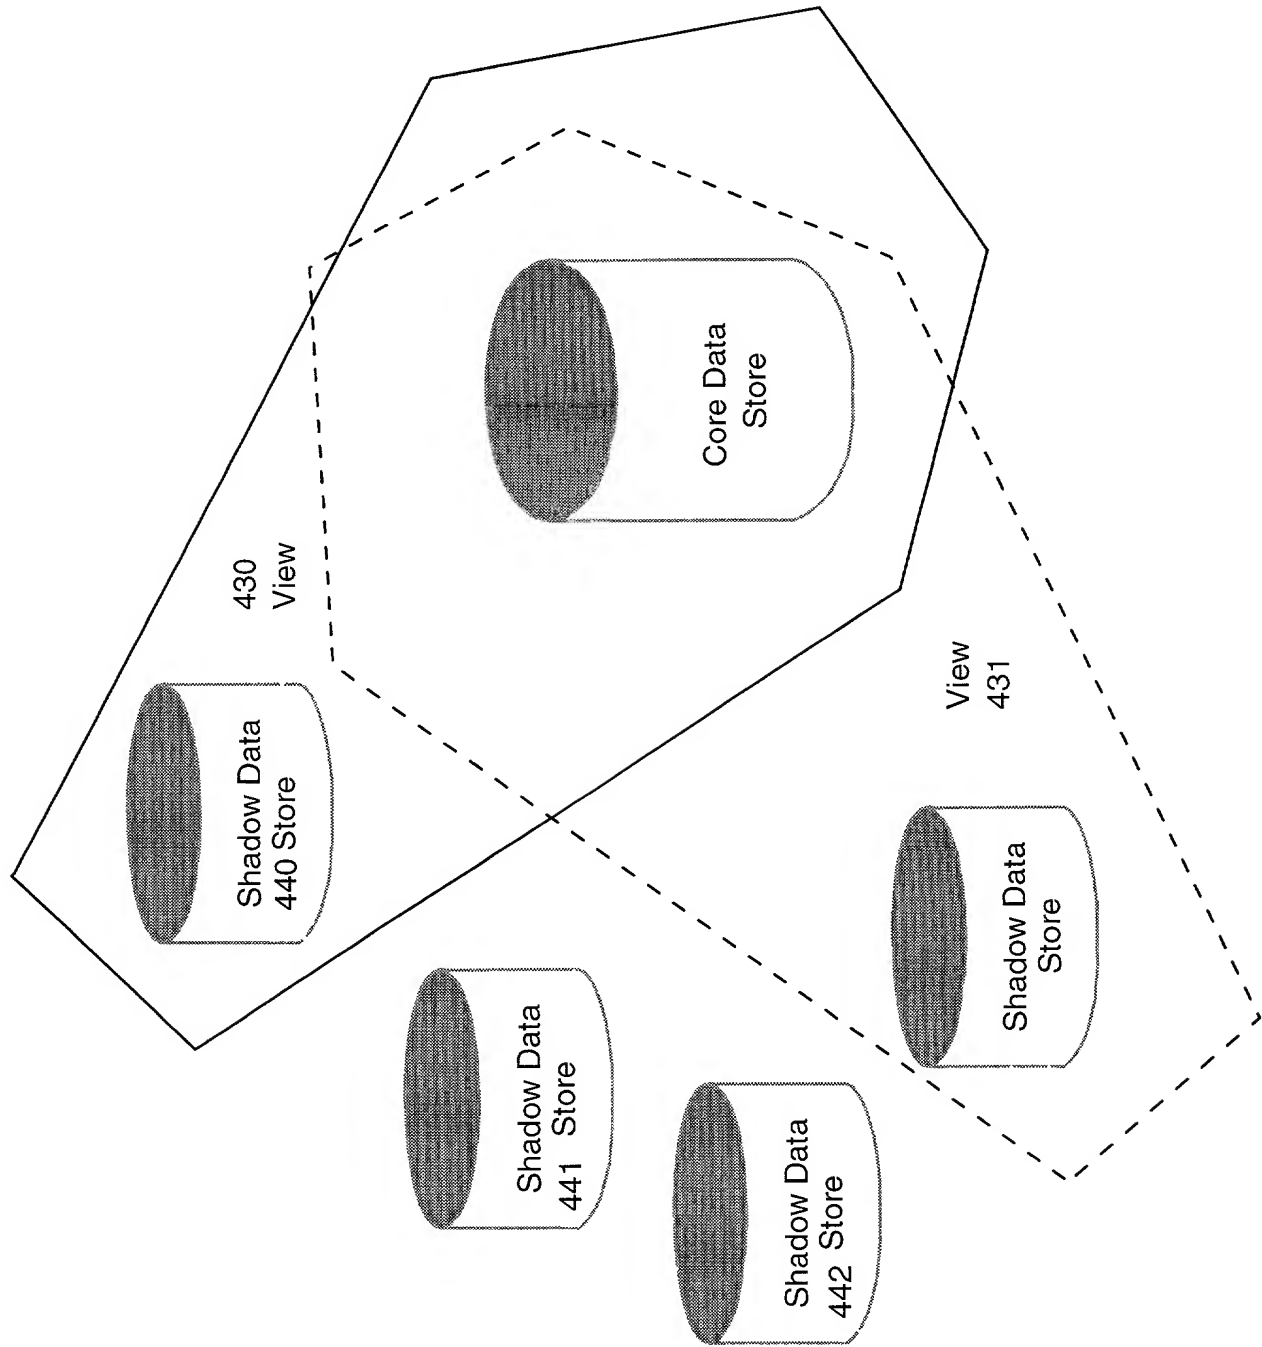 430
View
Shadow Data
440 Store
Core Data
Store
Shadow Data
441 Store
View
431
Shadow Data
442 Store
Shadow Data
Store